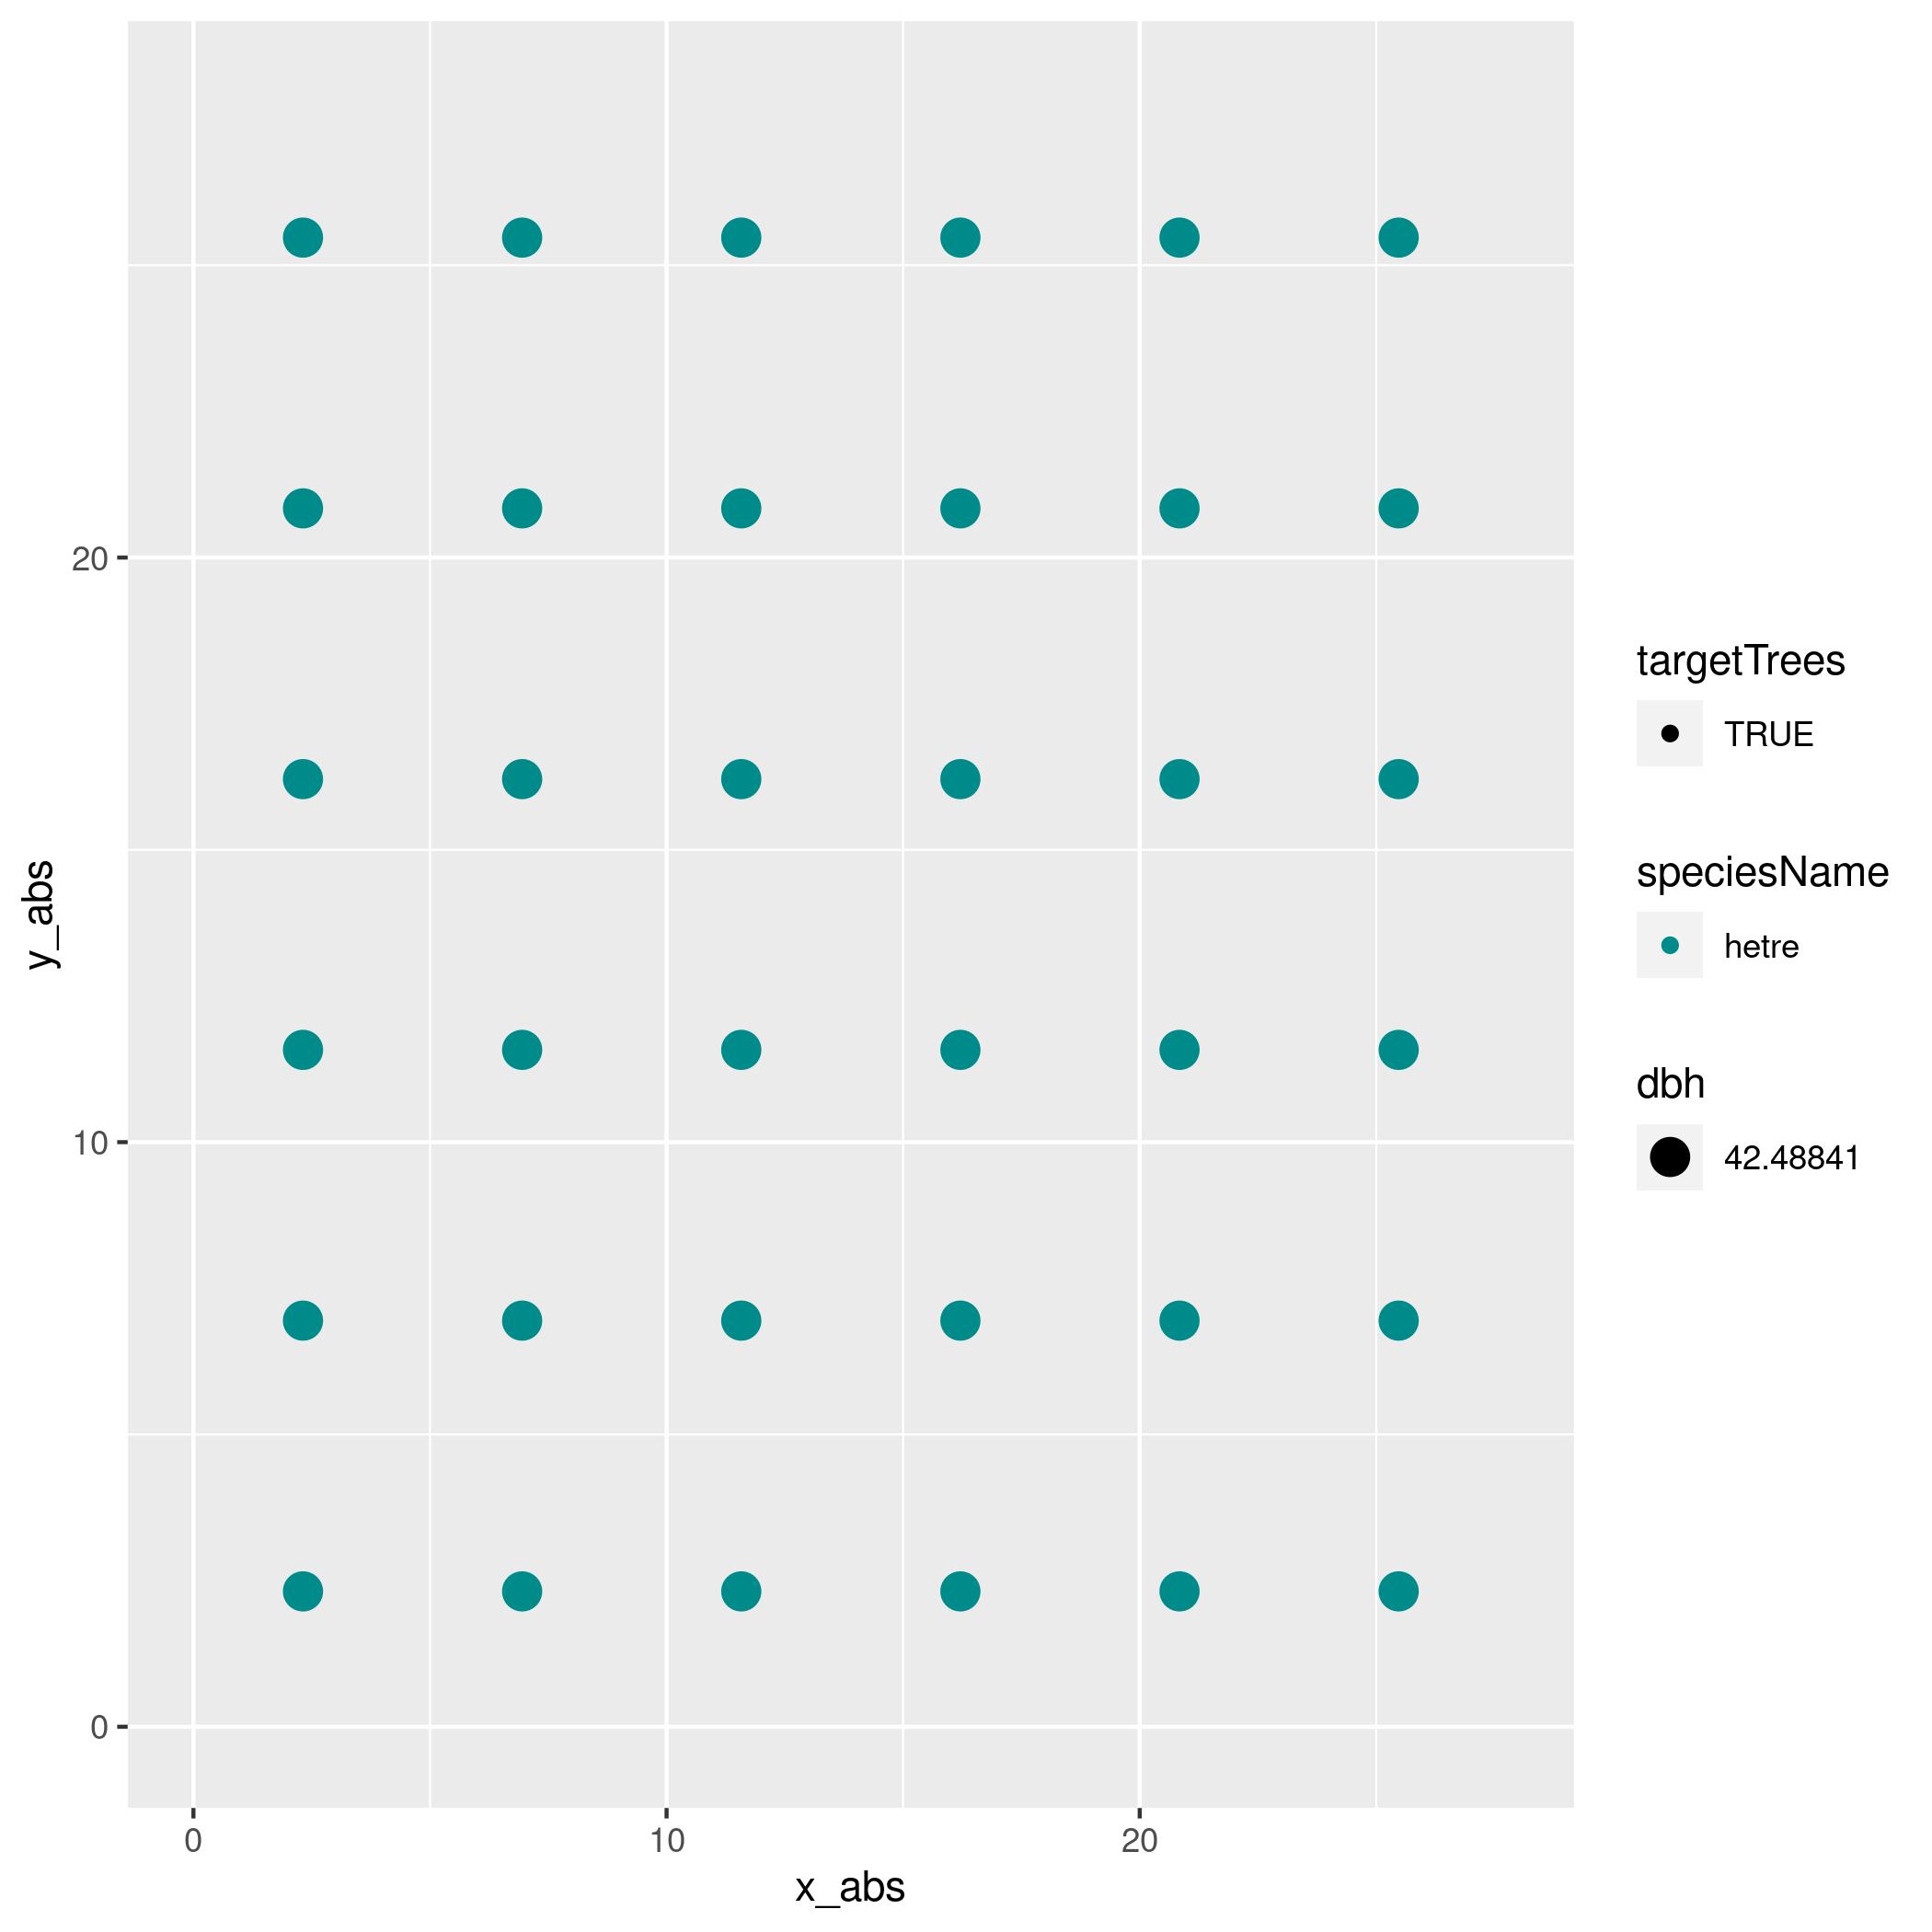 20
10
0
0
10
20
x_abs
y_abs
targetTrees
TRUE
speciesName
hetre
dbh
42.48841